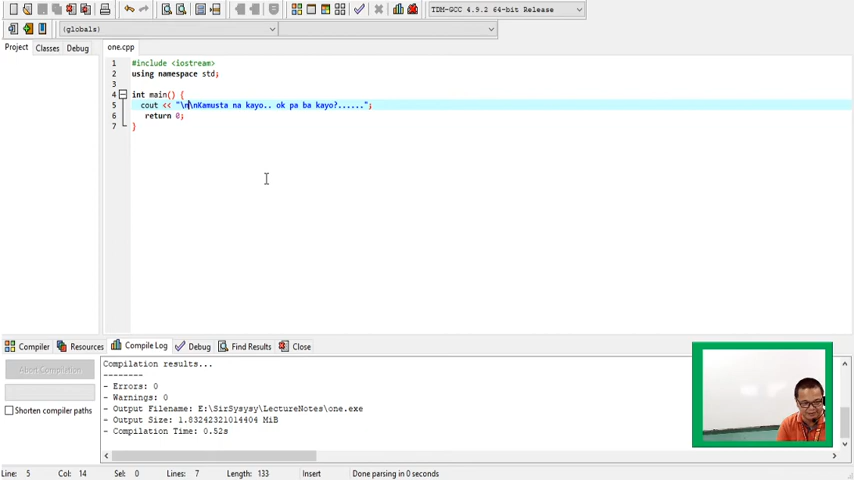 TDM-GCC 4.9.2 64-bit Release
(globals)
Project Classes Debug one.cpp
1 #include <iostream>
2 using namespace std;
3
4 int main() {
5 cout << "\n\nKamusta na kayo.. ok pa ba kayo?......";
6 return 0;
7 }
Compiler Resources Compile Log Debug Find Results Close
Abort Compilation
Shorten compiler paths
Compilation results...
--------
- Errors: 0
- Warnings: 0
- Output Filename: E:\SirSysysy\LectureNotes\one.exe
- Output Size: 1.83242321014404 MiB
- Compilation Time: 0.52s
Line: 5 Col: 14 Sel: 0 Lines: 7 Length: 133 Insert Done parsing in 0 seconds